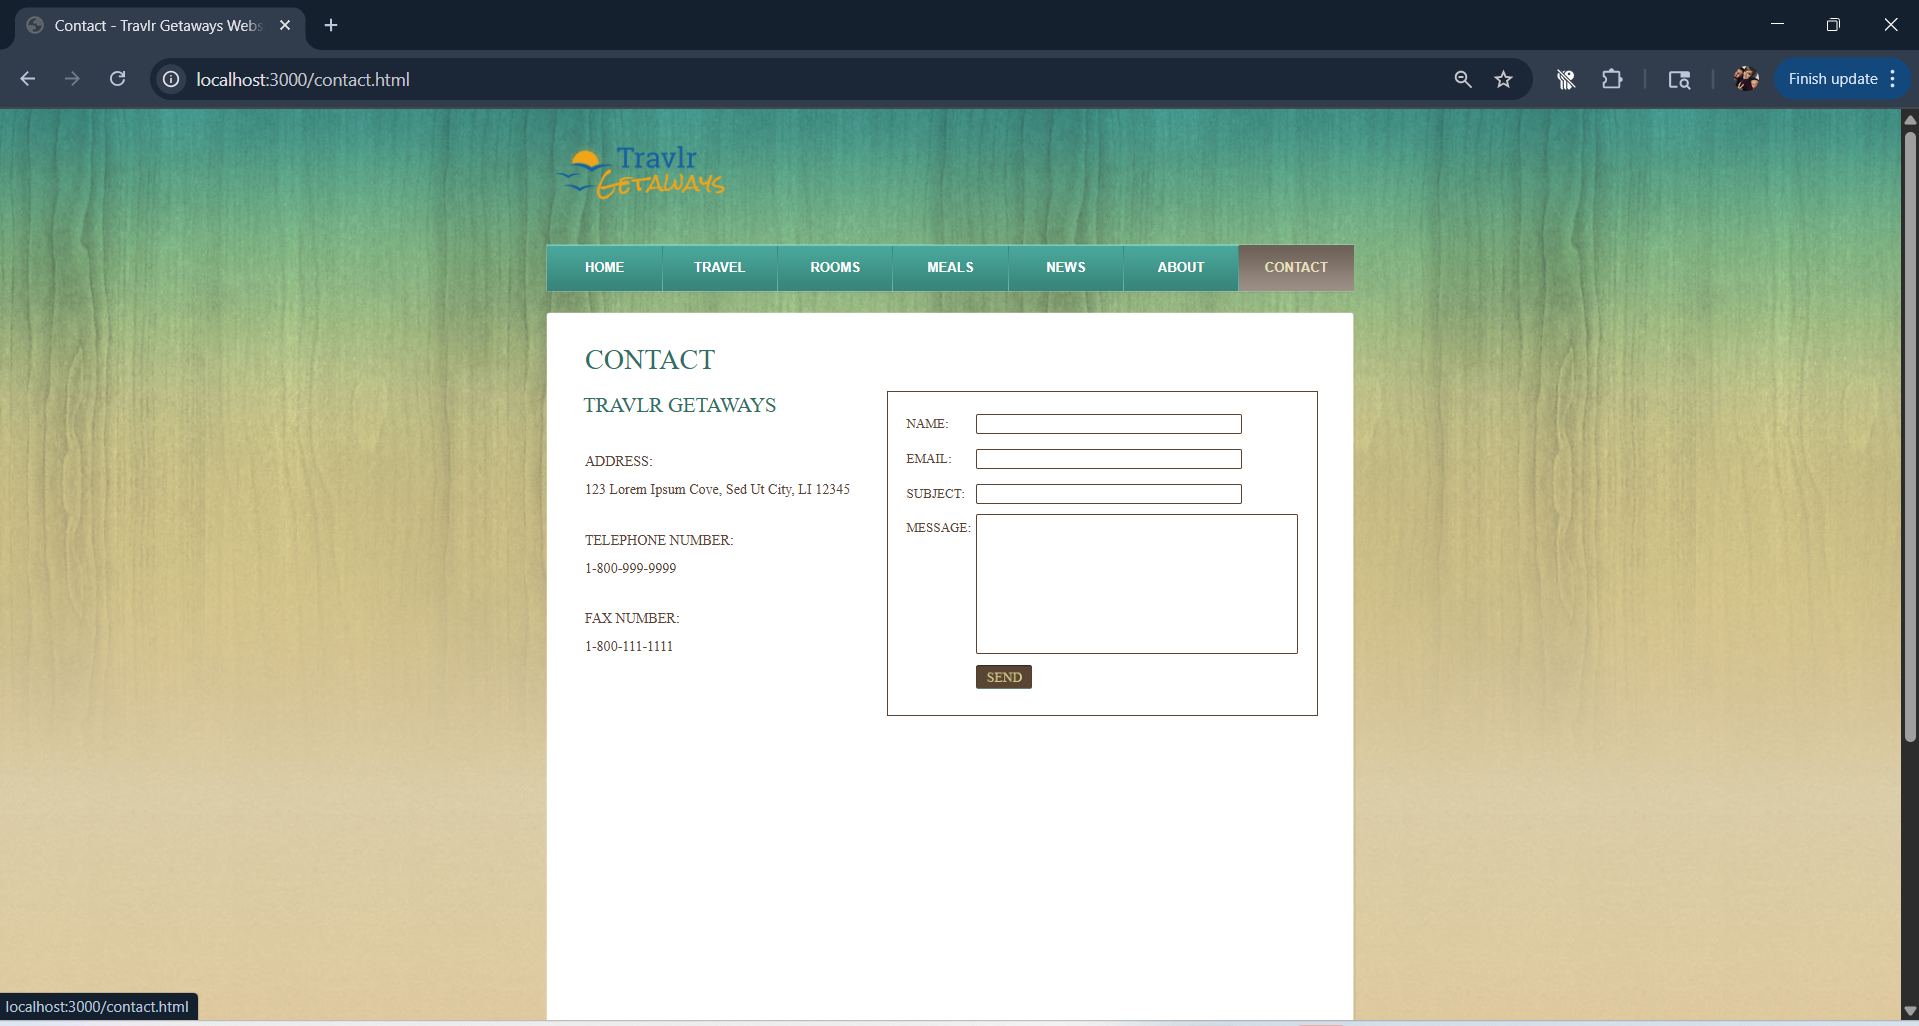 Contact - Travlr Getaways Webs
localhost:3000/contact.html
Finish update
Travlr
GETAWAYS
HOME TRAVEL ROOMS MEALS NEWS ABOUT CONTACT
CONTACT
TRAVLR GETAWAYS
ADDRESS:
123 Lorem Ipsum Cove, Sed Ut City, LI 12345
TELEPHONE NUMBER:
1-800-999-9999
FAX NUMBER:
1-800-111-1111
NAME:
EMAIL:
SUBJECT:
MESSAGE:
SEND
localhost:3000/contact.html